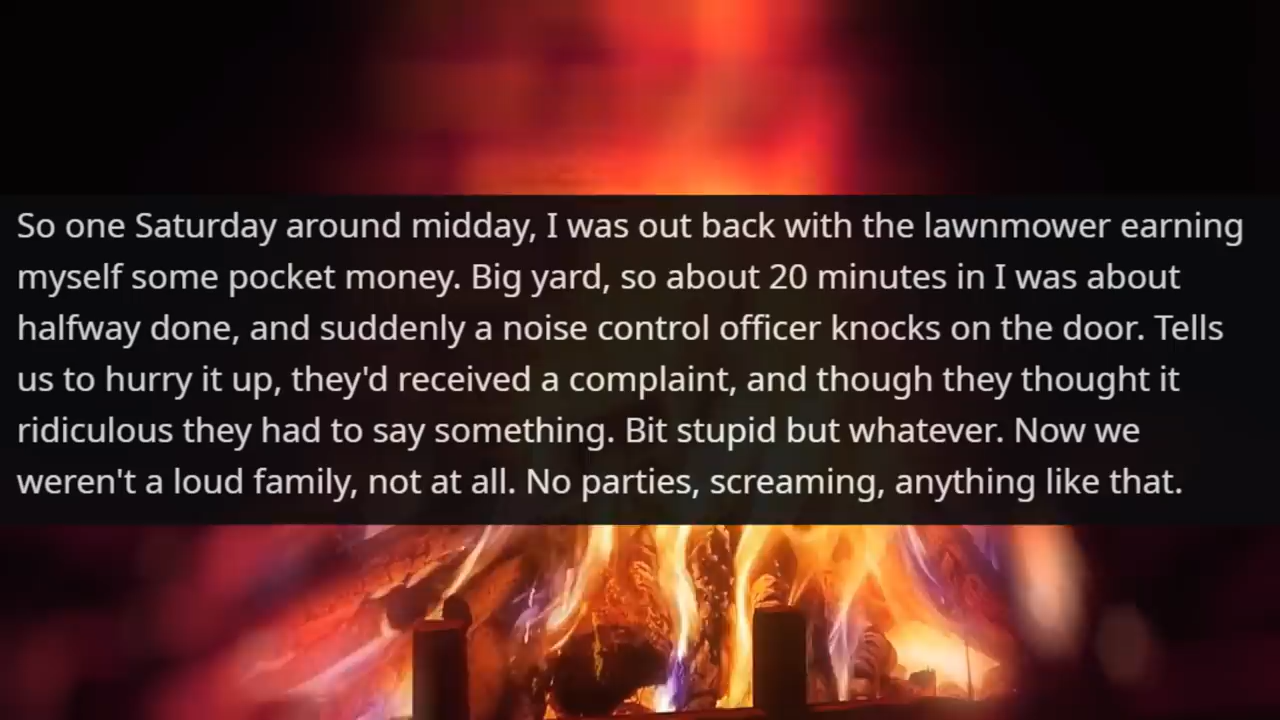 So one Saturday around midday, I was out back with the lawnmower earning
myself some pocket money. Big yard, so about 20 minutes in I was about
halfway done, and suddenly a noise control officer knocks on the door. Tells
us to hurry it up, they'd received a complaint, and though they thought it
ridiculous they had to say something. Bit stupid but whatever. Now we
weren't a loud family, not at all. No parties, screaming, anything like that.